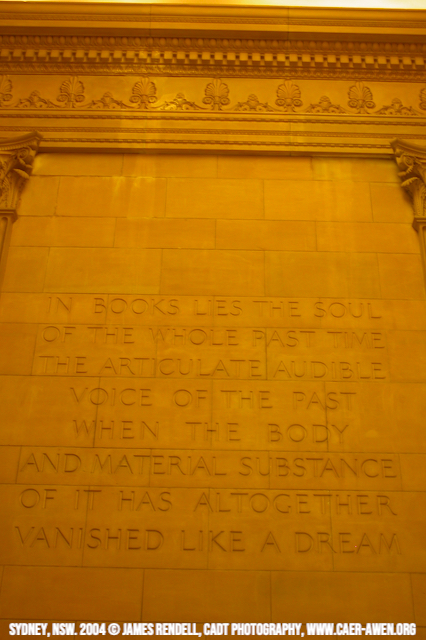 IN BOOKS LIES THE SOUL
OF THE WHOLE PAST TIME
THE ARTICULATE AUDIBLE
VOICE OF THE PAST
WHEN THE BODY
AND MATERIAL SUBSTANCE
OF IT HAS ALTOGETHER
VANISHED LIKE A DREAM
SYDNEY, NSW. 2004 © JAMES RENDELL, CADT PHOTOGRAPHY, WWW.CAER-AWEN.ORG